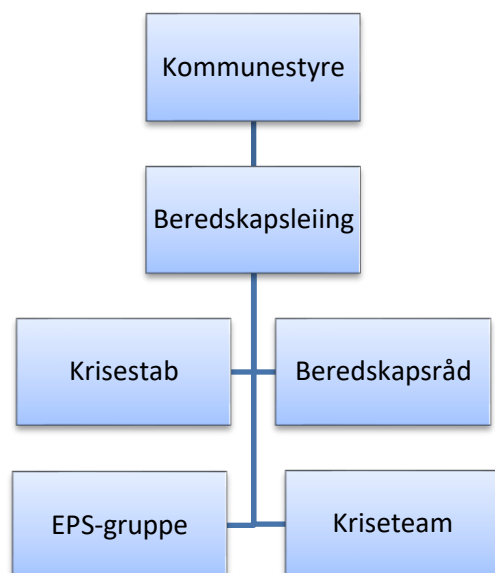 Kommunestyre
Beredskapsleiing
Krisestab
Beredskapsråd
EPS-gruppe
Kriseteam